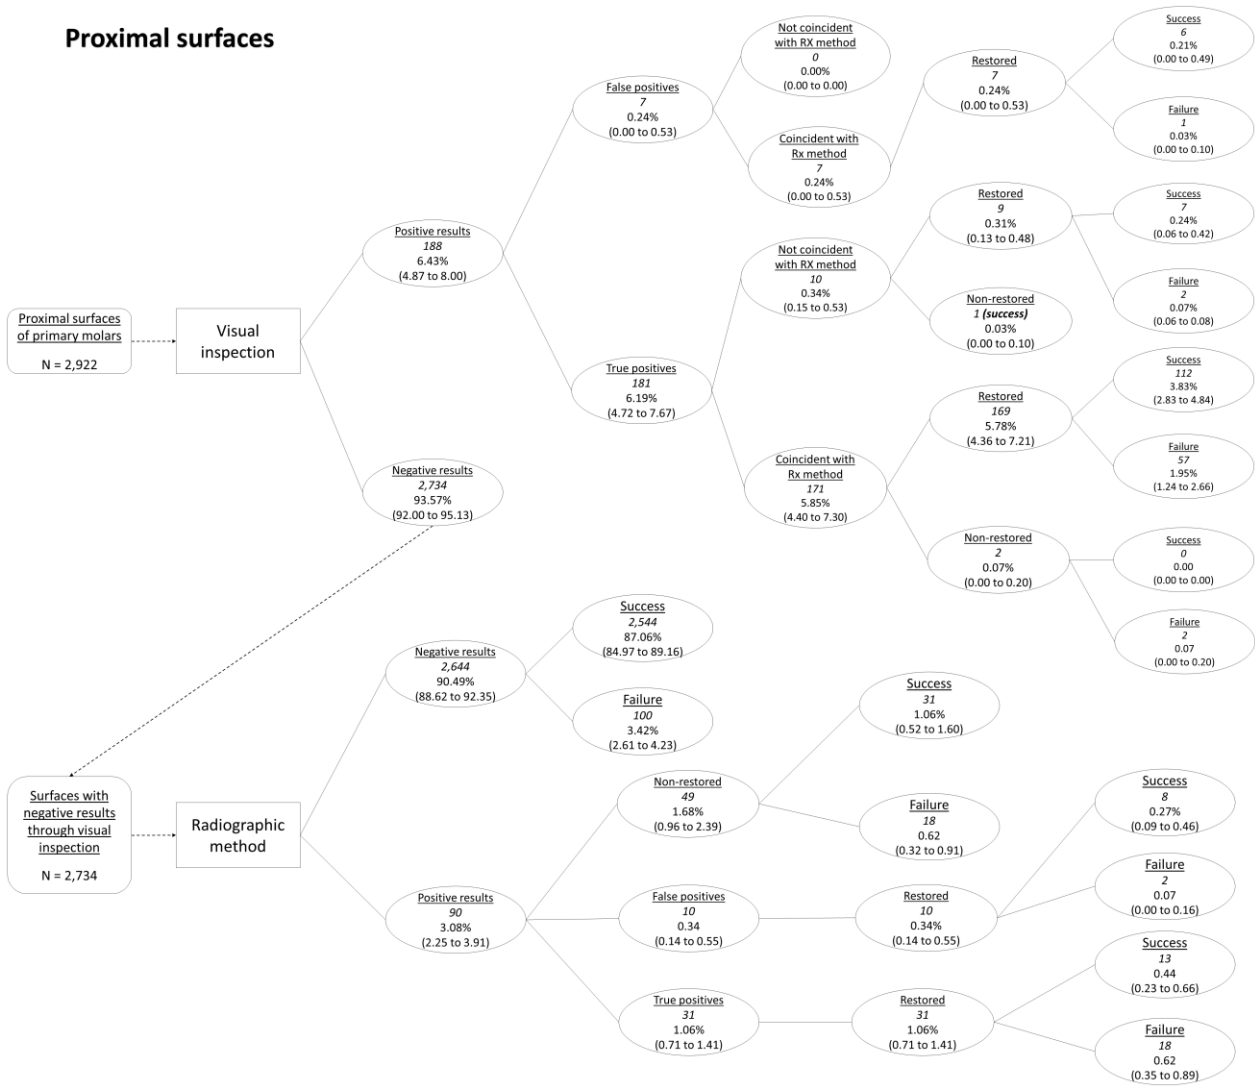 Proximal surfaces
Proximal surfaces
of primary molars
N = 2,922
Visual
inspection
Positive results
188
6.43%
(4.87 to 8.00)
Negative results
2,734
93.57%
(92.00 to 95.13)
False positives
7
0.24%
(0.00 to 0.53)
True positives
181
6.19%
(4.72 to 7.67)
Not coincident
with RX method
0
0.00%
(0.00 to 0.00)
Coincident with
Rx method
7
0.24%
(0.00 to 0.53)
Not coincident
with RX method
10
0.34%
(0.15 to 0.53)
Coincident with
Rx method
171
5.85%
(4.40 to 7.30)
Restored
7
0.24%
(0.00 to 0.53)
Restored
9
0.31%
(0.13 to 0.48)
Non-restored
1 (success)
0.03%
(0.00 to 0.10)
Restored
169
5.78%
(4.36 to 7.21)
Non-restored
2
0.07%
(0.00 to 0.20)
Success
6
0.21%
(0.00 to 0.49)
Failure
1
0.03%
(0.00 to 0.10)
Success
7
0.24%
(0.06 to 0.42)
Failure
2
0.07%
(0.06 to 0.08)
Success
112
3.83%
(2.83 to 4.84)
Failure
57
1.95%
(1.24 to 2.66)
Success
0
0.00
(0.00 to 0.00)
Failure
2
0.07
(0.00 to 0.20)
Surfaces with
negative results
through visual
inspection
N = 2,734
Radiographic
method
Negative results
2,644
90.49%
(88.62 to 92.35)
Success
2,544
87.06%
(84.97 to 89.16)
Failure
100
3.42%
(2.61 to 4.23)
Positive results
90
3.08%
(2.25 to 3.91)
Non-restored
49
1.68%
(0.96 to 2.39)
Success
31
1.06%
(0.52 to 1.60)
Failure
18
0.62
(0.32 to 0.91)
False positives
10
0.34
(0.14 to 0.55)
Restored
10
0.34%
(0.14 to 0.55)
Success
8
0.27%
(0.09 to 0.46)
Failure
2
0.07
(0.00 to 0.16)
True positives
31
1.06%
(0.71 to 1.41)
Restored
31
1.06%
(0.71 to 1.41)
Success
13
0.44
(0.23 to 0.66)
Failure
18
0.62
(0.35 to 0.89)